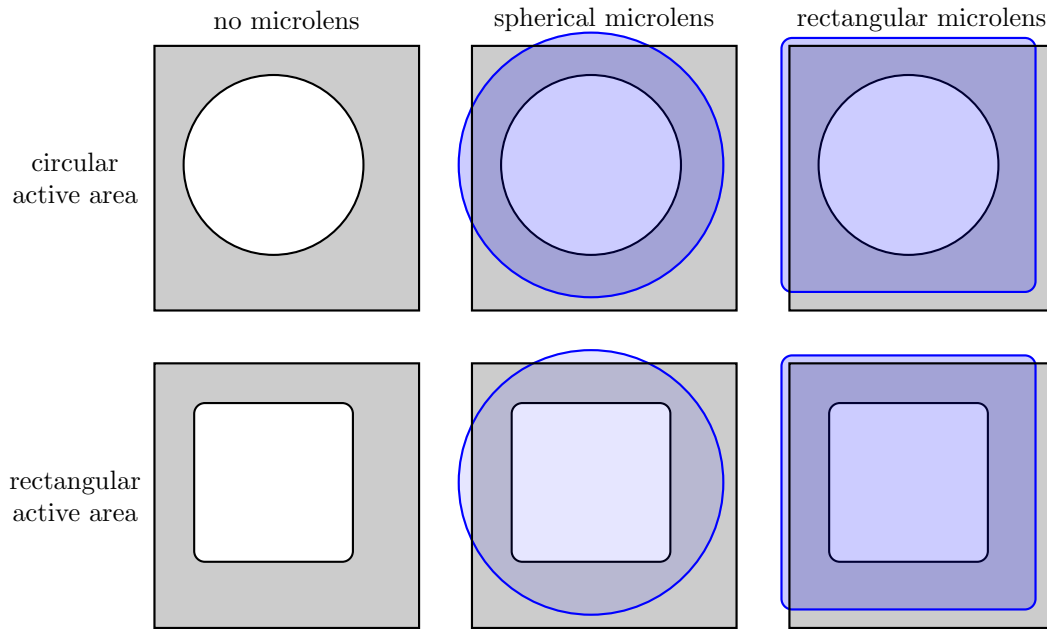 no microlens
spherical microlens
rectangular microlens
circular
active area
rectangular
active area